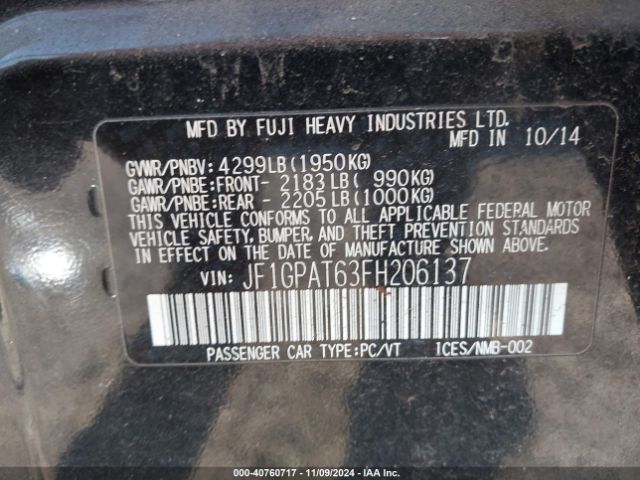 MFD BY FUJI HEAVY INDUSTRIES LTD.
MFD IN 10/14
GVWR/PNBV: 4299LB(1950KG)
GAWR/PNBE:FRONT- 2183LB( 990KG)
GAWR/PNBE:REAR - 2205LB(1000KG)
THIS VEHICLE CONFORMS TO ALL APPLICABLE FEDERAL MOTOR
VEHICLE SAFETY, BUMPER, AND THEFT PREVENTION STANDARDS
IN EFFECT ON THE DATE OF MANUFACTURE SHOWN ABOVE.
VIN: JF1GPAT63FH206137
PASSENGER CAR TYPE:PC/VT ICES/NMB-002
000-40760717 - 11/09/2024 - IAA Inc.